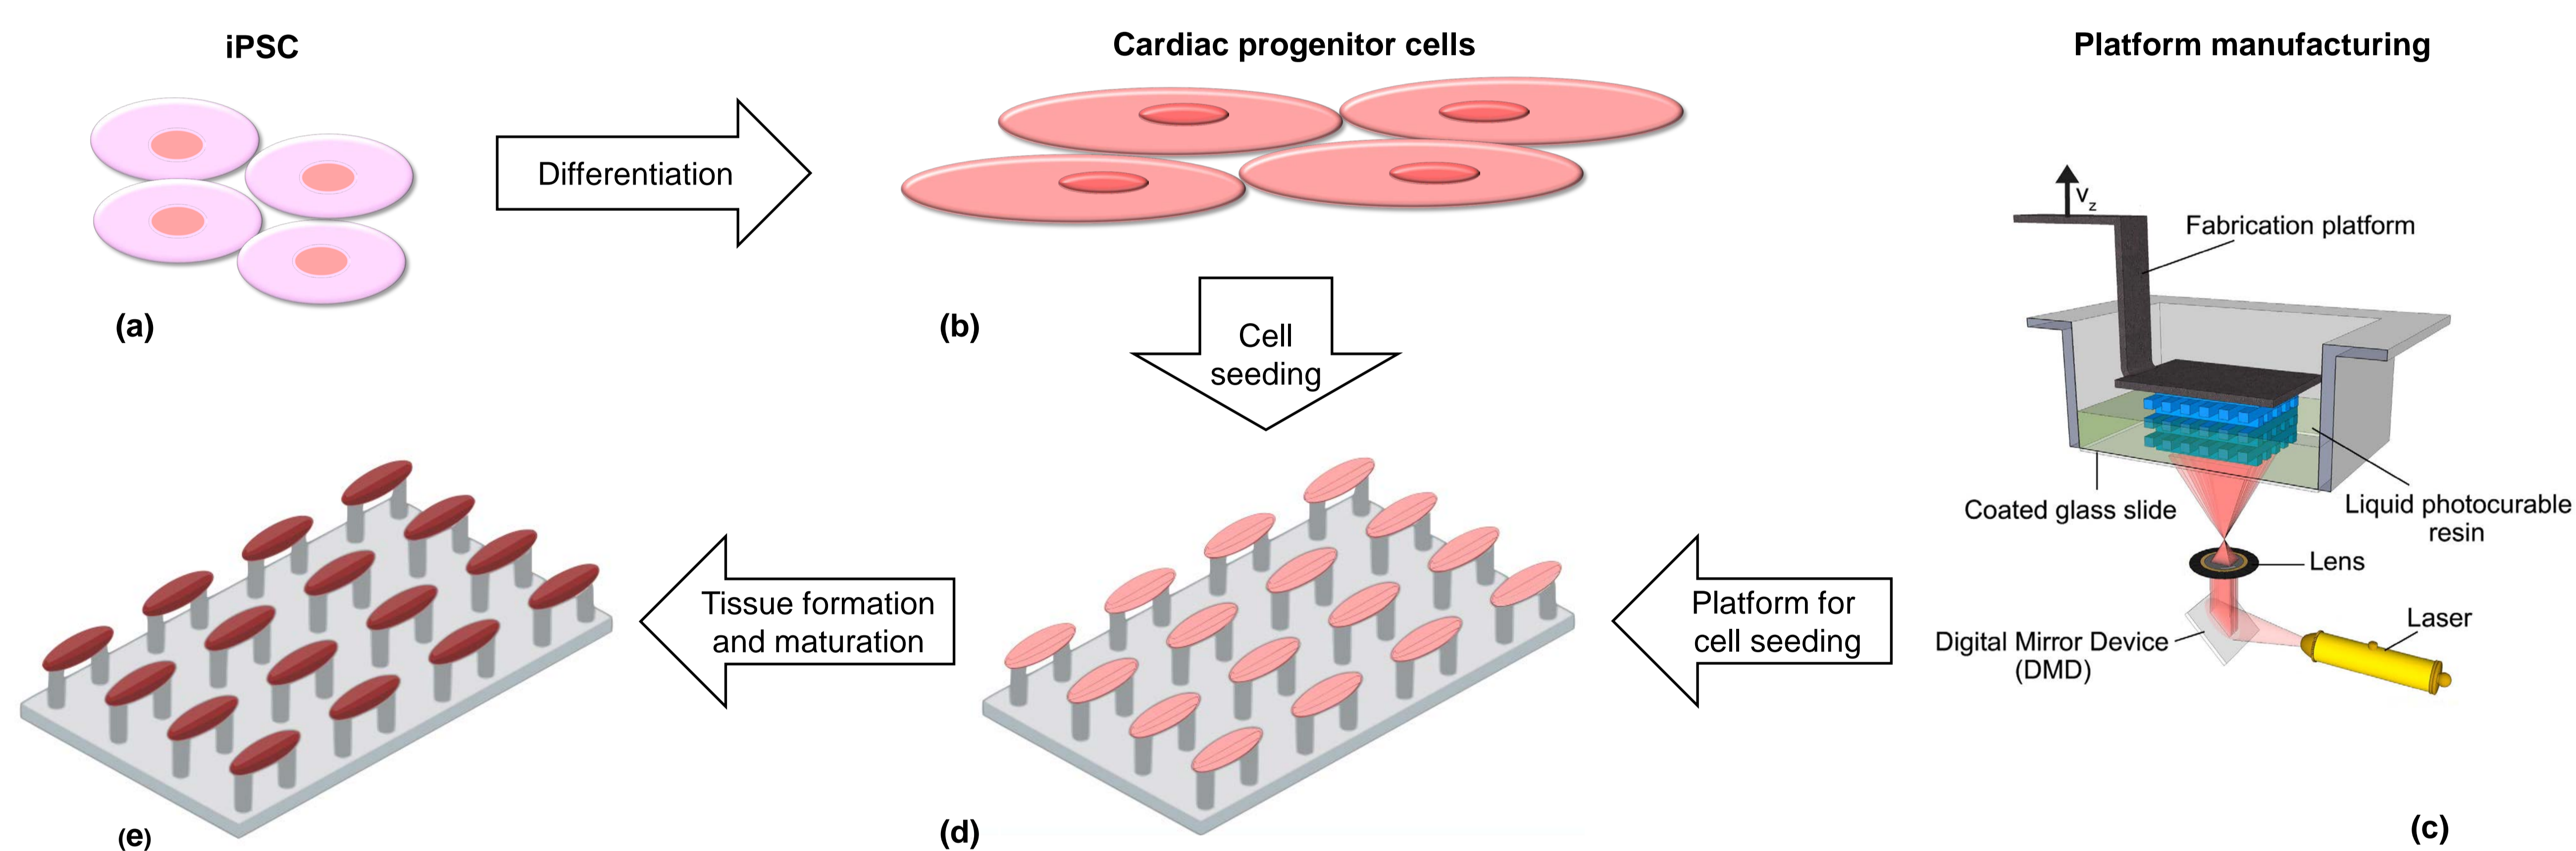 iPSC
Cardiac progenitor cells
Platform manufacturing
Differentiation
(a)
(b)
Cell
seeding
Vz
Fabrication platform
Coated glass slide
Liquid photocurable
resin
Lens
Laser
Digital Mirror Device
(DMD)
(c)
Platform for
cell seeding
(d)
Tissue formation
and maturation
(e)